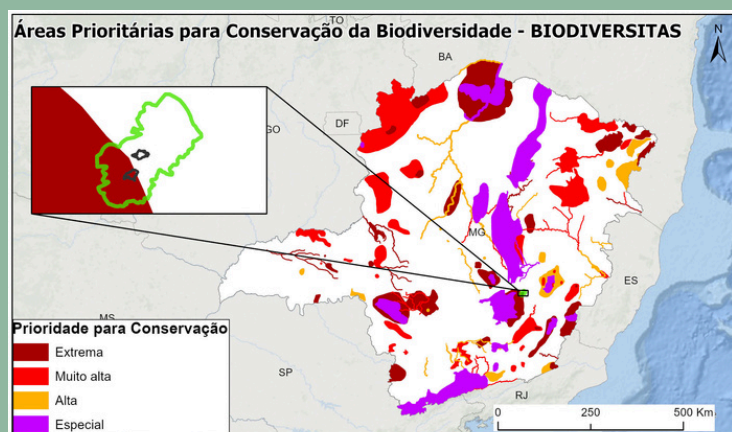 Áreas Prioritárias para Conservação da Biodiversidade - BIODIVERSITAS
N
TO
BA
DF
GO
MG
ES
MS
SP
RJ
Prioridade para Conservação
Extrema
Muito alta
Alta
Especial
0 250 500 Km